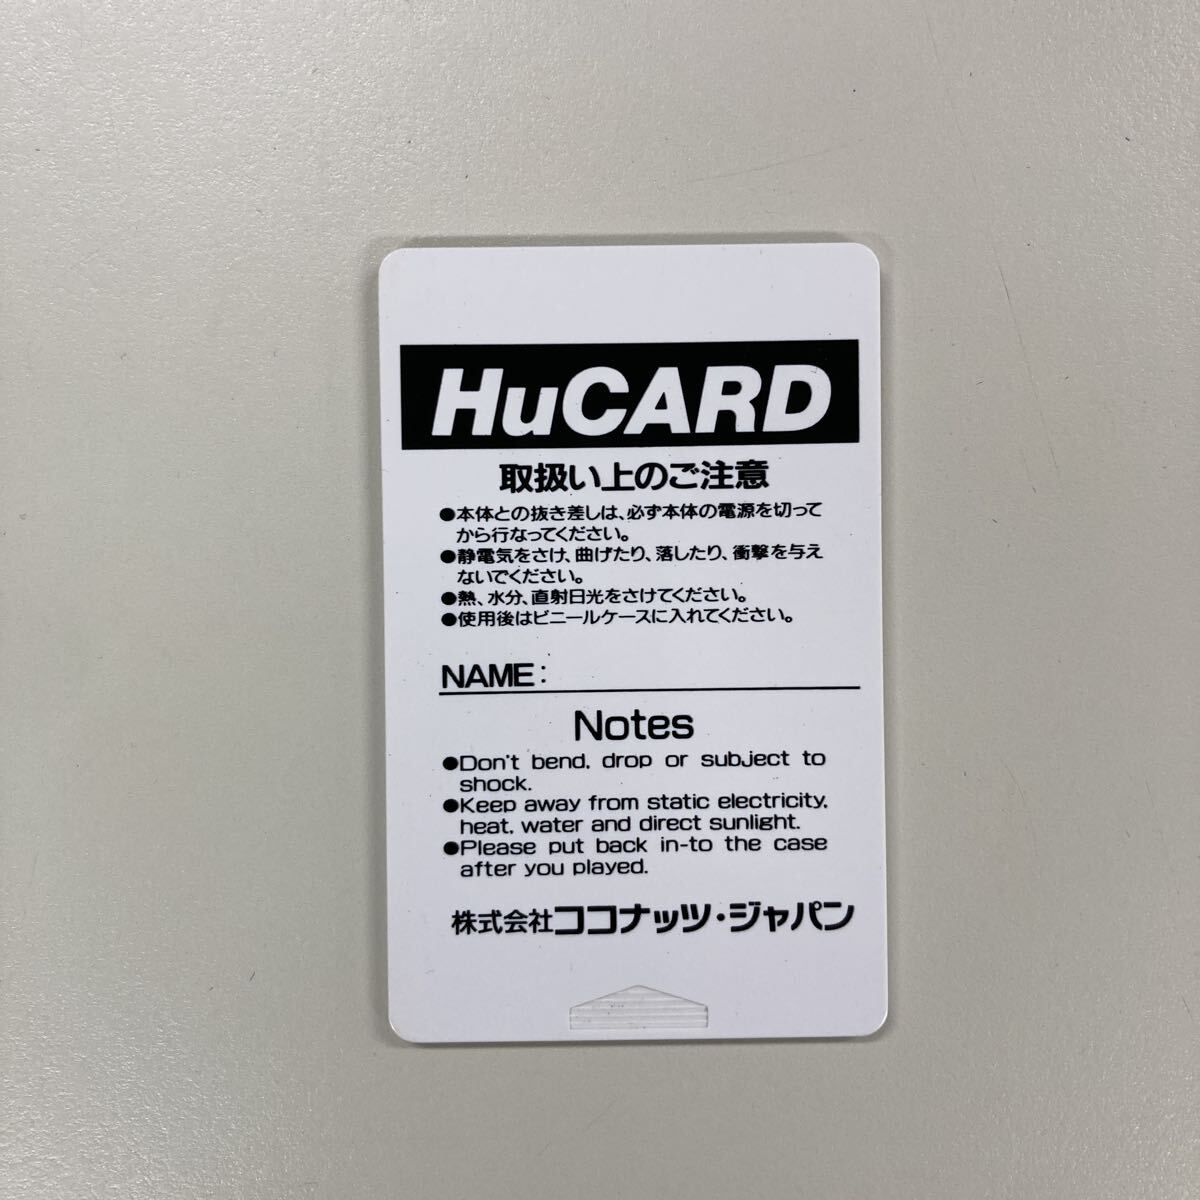 HuCARD
取扱い上のご注意
●本体との抜き差しは、必ず本体の電源を切って
から行なってください。
●静電気をさけ、曲げたり、落したり、衝撃を与え
ないでください。
●熱、水分、直射日光をさけてください。
●使用後はビニールケースに入れてください。
NAME:
Notes
●Don't bend, drop or subject to
shock.
●Keep away from static electricity,
heat, water and direct sunlight.
●Please put back in-to the case
after you played.
株式会社ココナッツ・ジャパン